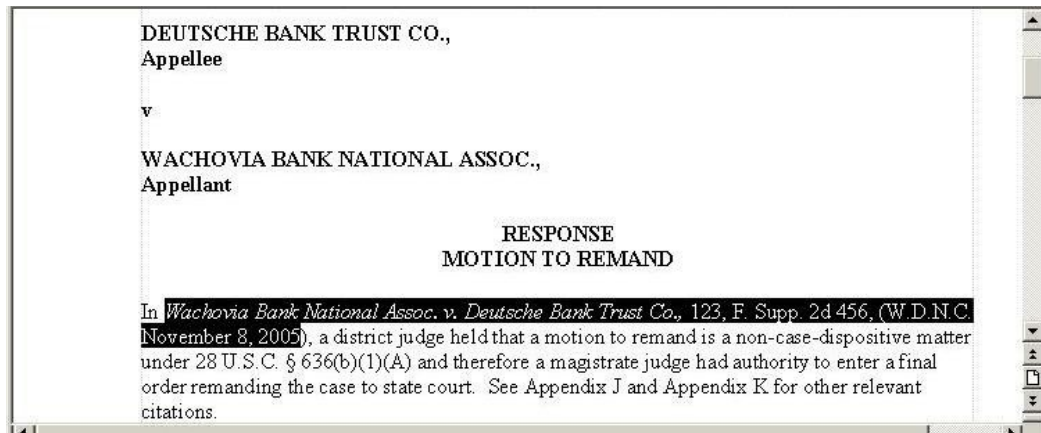 DEUTSCHE BANK TRUST CO.,
Appellee
v
WACHOVIA BANK NATIONAL ASSOC.,
Appellant
RESPONSE
MOTION TO REMAND
In Wachovia Bank National Assoc. v. Deutsche Bank Trust Co., 123, F. Supp. 2d 456, (W.D.N.C.
November 8, 2005), a district judge held that a motion to remand is a non-case-dispositive matter
under 28 U.S.C. § 636(b)(1)(A) and therefore a magistrate judge had authority to enter a final
order remanding the case to state court.  See Appendix J and Appendix K for other relevant
citations.